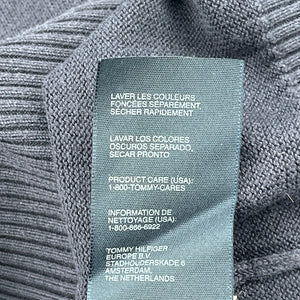 LAVER LES COULEURS
FONCÉES SÉPARÉMENT,
SÉCHER RAPIDEMENT
LAVAR LOS COLORES
OSCUROS SEPARADO,
SECAR PRONTO
PRODUCT CARE (USA):
1-800-TOMMY-CARES
INFORMATION DE
NETTOYAGE (USA):
1-800-866-6922
TOMMY HILFIGER
EUROPE B.V.
STADHOUDERSKADE 6
AMSTERDAM,
THE NETHERLANDS